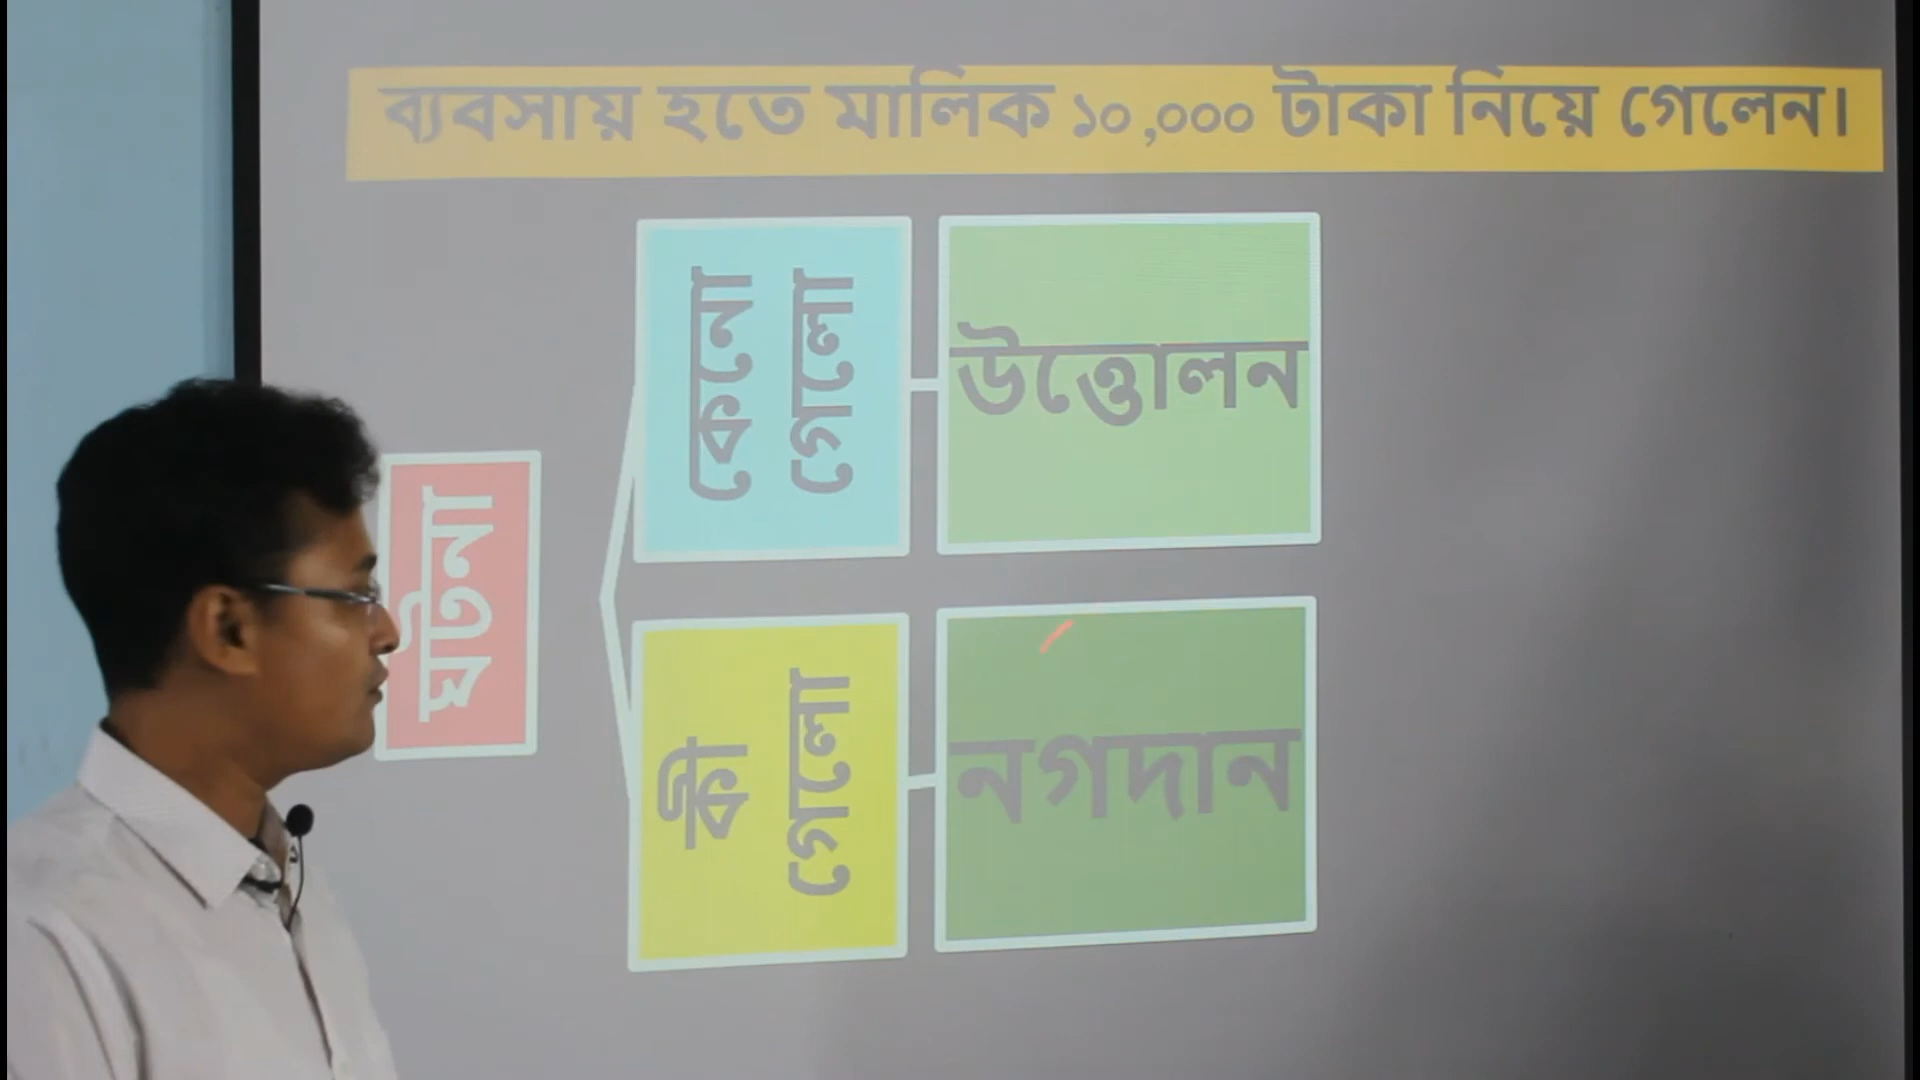 ব্যবসায় হতে মালিক ১০,০০০ টাকা নিয়ে গেলেন।
ঘটনা
কেনো
গেলো
উত্তোলন
কী
গেলো
নগদান